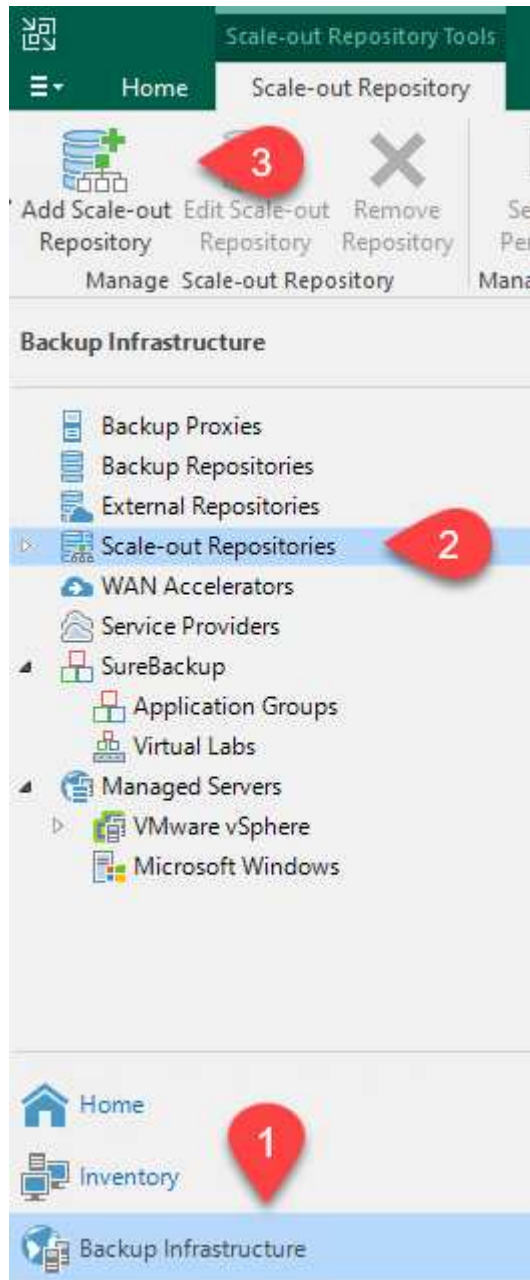 Scale-out Repository Tools
Home Scale-out Repository
3
Add Scale-out Edit Scale-out Remove
Repository Repository Repository
Manage Scale-out Repository
Backup Infrastructure
Backup Proxies
Backup Repositories
External Repositories
Scale-out Repositories 2
WAN Accelerators
Service Providers
SureBackup
Application Groups
Virtual Labs
Managed Servers
VMware vSphere
Microsoft Windows
Home
1
Inventory
Backup Infrastructure